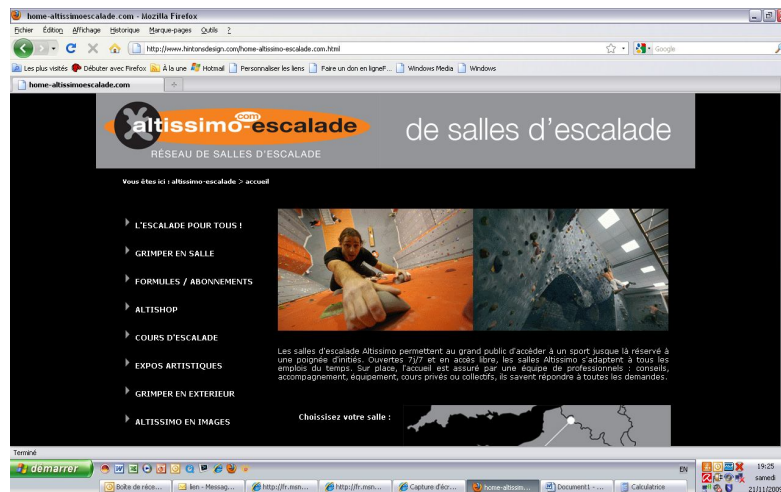 home-altissimoescalade.com - Mozilla Firefox
Fichier Édition Affichage Historique Marque-pages Outils ?
http://www.hintonsdesign.com/home-altissimo-escalade.com.html
Google
Les plus visités Débuter avec Firefox À la une Hotmail Personnaliser les liens Faire un don en ligneF... Windows Media Windows
home-altissimoescalade.com
altissimo-escalade
com
RÉSEAU DE SALLES D'ESCALADE
de salles d'escalade
Vous êtes ici : altissimo-escalade > accueil
L'ESCALADE POUR TOUS !
GRIMPER EN SALLE
FORMULES / ABONNEMENTS
ALTISHOP
COURS D'ESCALADE
EXPOS ARTISTIQUES
GRIMPER EN EXTERIEUR
ALTISSIMO EN IMAGES
Les salles d'escalade Altissimo permettent au grand public d'accèder à un sport jusque là réservé à
une poignée d'initiés. Ouvertes 7j/7 et en accès libre, les salles Altissimo s'adaptent à tous les
emplois du temps. Sur place, l'accueil est assuré par une équipe de professionnels : conseils,
accompagnement, équipement, cours privés ou collectifs, ils savent répondre à toutes les demandes.
Choissisez votre salle :
Terminé
démarrer
EN
19:25
samedi
Boîte de réce...
lien - Messag...
http://fr.msn....
http://fr.msn....
Capture d'écr...
home-altissim...
Document1 - ...
Calculatrice